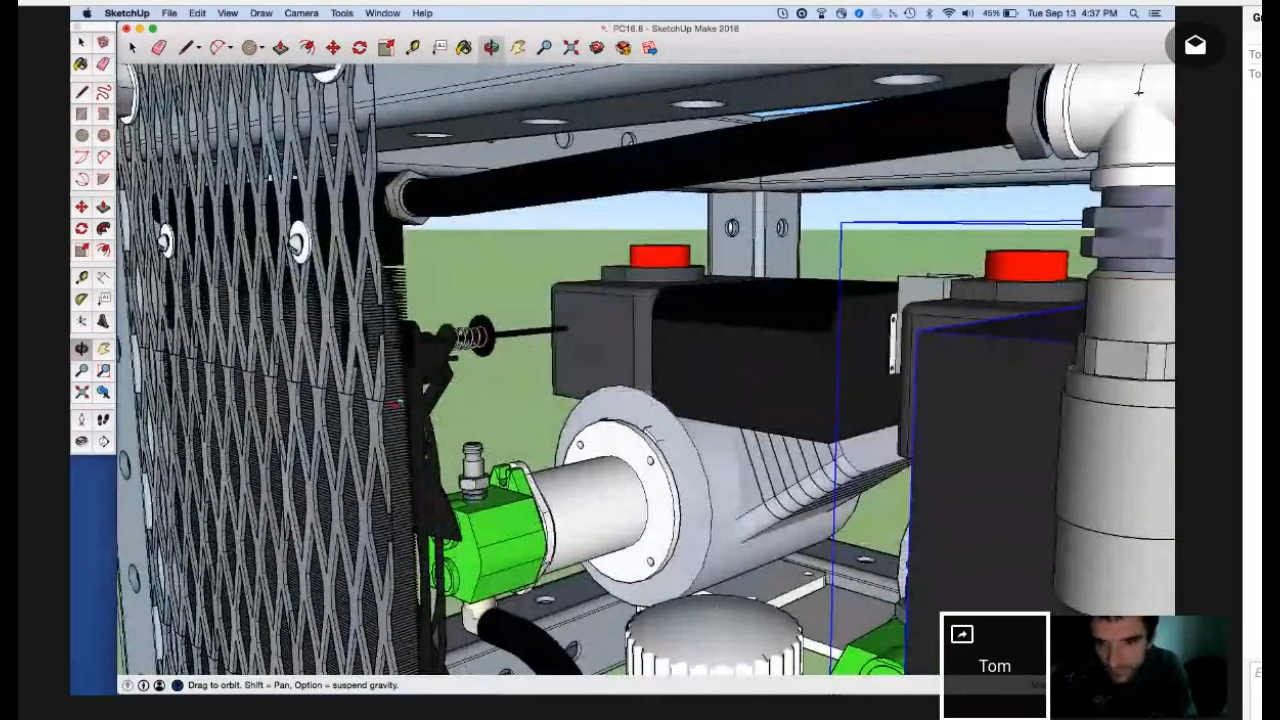 SketchUp File Edit View Draw Camera Tools Window Help 45% Tue Sep 13 4:37 PM
PC16.8 - SketchUp Make 2016
Drag to orbit. Shift = Pan, Option = suspend gravity.
Tom